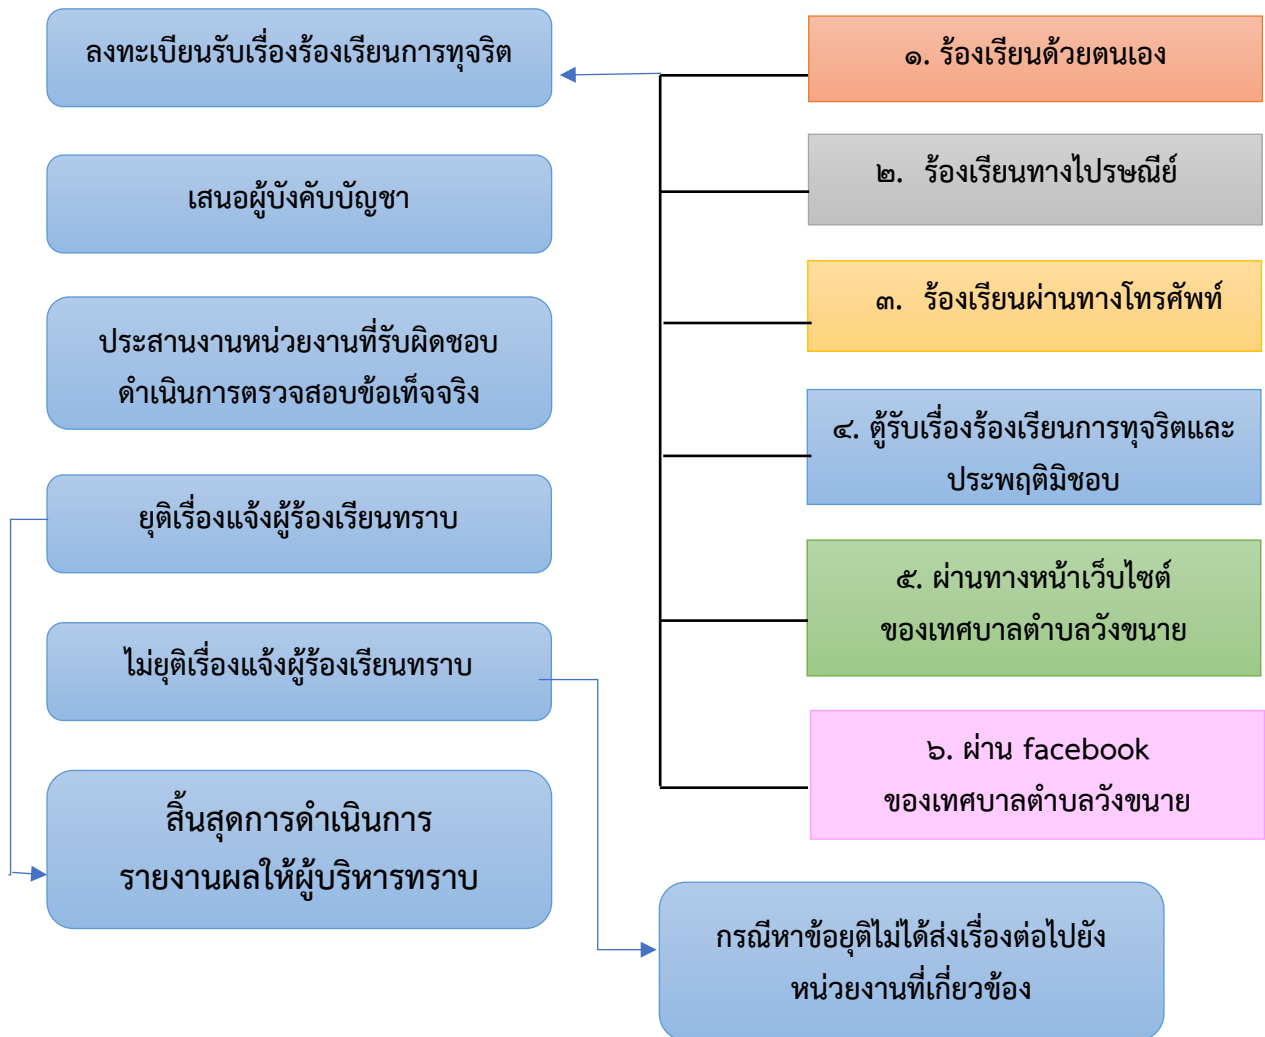 ลงทะเบียนรับเรื่องร้องเรียนการทุจริต
เสนอผู้บังคับบัญชา
ประสานงานหน่วยงานที่รับผิดชอบ
ดำเนินการตรวจสอบข้อเท็จจริง
ยุติเรื่องแจ้งผู้ร้องเรียนทราบ
ไม่ยุติเรื่องแจ้งผู้ร้องเรียนทราบ
สิ้นสุดการดำเนินการ
รายงานผลให้ผู้บริหารทราบ
๑. ร้องเรียนด้วยตนเอง
๒. ร้องเรียนทางไปรษณีย์
๓. ร้องเรียนผ่านทางโทรศัพท์
๔. ตู้รับเรื่องร้องเรียนการทุจริตและ
ประพฤติมิชอบ
๕. ผ่านทางหน้าเว็บไซต์
ของเทศบาลตำบลวังขนาย
๖. ผ่าน facebook
ของเทศบาลตำบลวังขนาย
กรณีหาข้อยุติไม่ได้ส่งเรื่องต่อไปยัง
หน่วยงานที่เกี่ยวข้อง